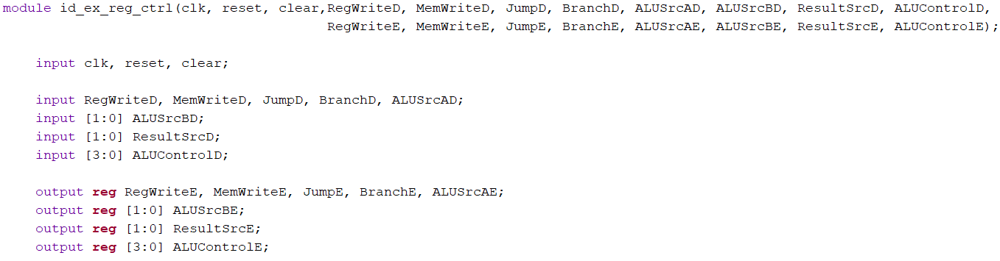 module id_ex_reg_ctrl(clk, reset, clear,RegWriteD, MemWriteD, JumpD, BranchD, ALUSrcAD, ALUSrcBD, ResultSrcD, ALUControlD,
RegWriteE, MemWriteE, JumpE, BranchE, ALUSrcAE, ALUSrcBE, ResultSrcE, ALUControlE);
input clk, reset, clear;
input RegWriteD, MemWriteD, JumpD, BranchD, ALUSrcAD;
input [1:0] ALUSrcBD;
input [1:0] ResultSrcD;
input [3:0] ALUControlD;
output reg RegWriteE, MemWriteE, JumpE, BranchE, ALUSrcAE;
output reg [1:0] ALUSrcBE;
output reg [1:0] ResultSrcE;
output reg [3:0] ALUControlE;